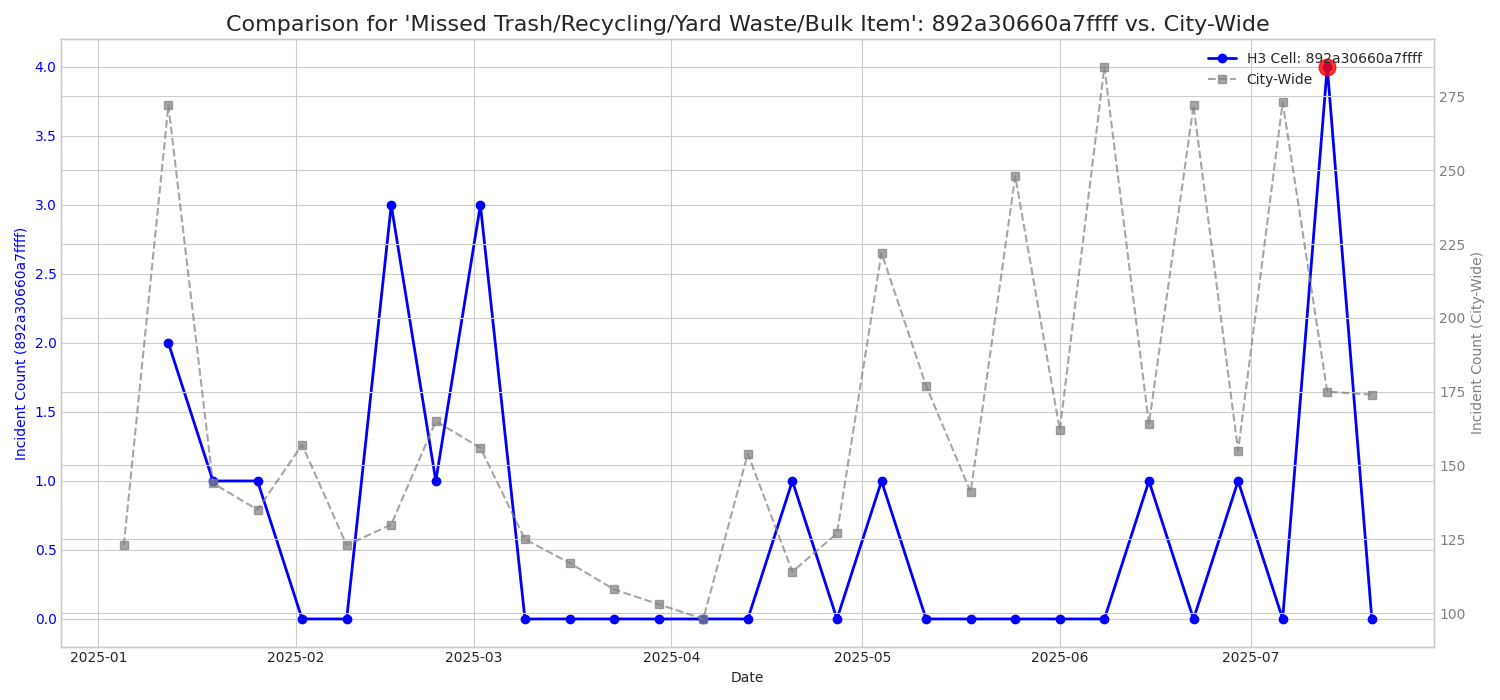 Comparison for 'Missed Trash/Recycling/Yard Waste/Bulk Item': 892a30660a7ffff vs. City-Wide
H3 Cell: 892a30660a7ffff
City-Wide
Incident Count (892a30660a7ffff)
4.0
3.5
3.0
2.5
2.0
1.5
1.0
0.5
0.0
275
250
225
200
175
150
125
100
Incident Count (City-Wide)
2025-01 2025-02 2025-03 2025-04 2025-05 2025-06 2025-07
Date